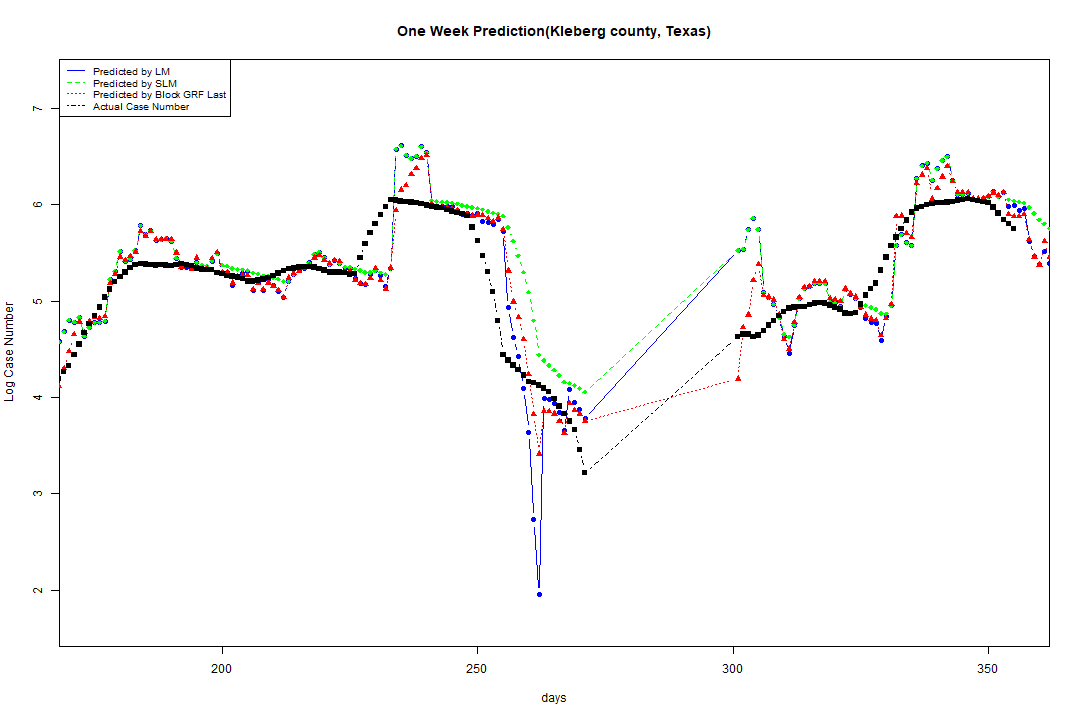 One Week Prediction(Kleberg county, Texas)
Predicted by LM
Predicted by SLM
Predicted by Block GRF Last
Actual Case Number
Log Case Number
7
6
5
4
3
2
200 250 300 350
days